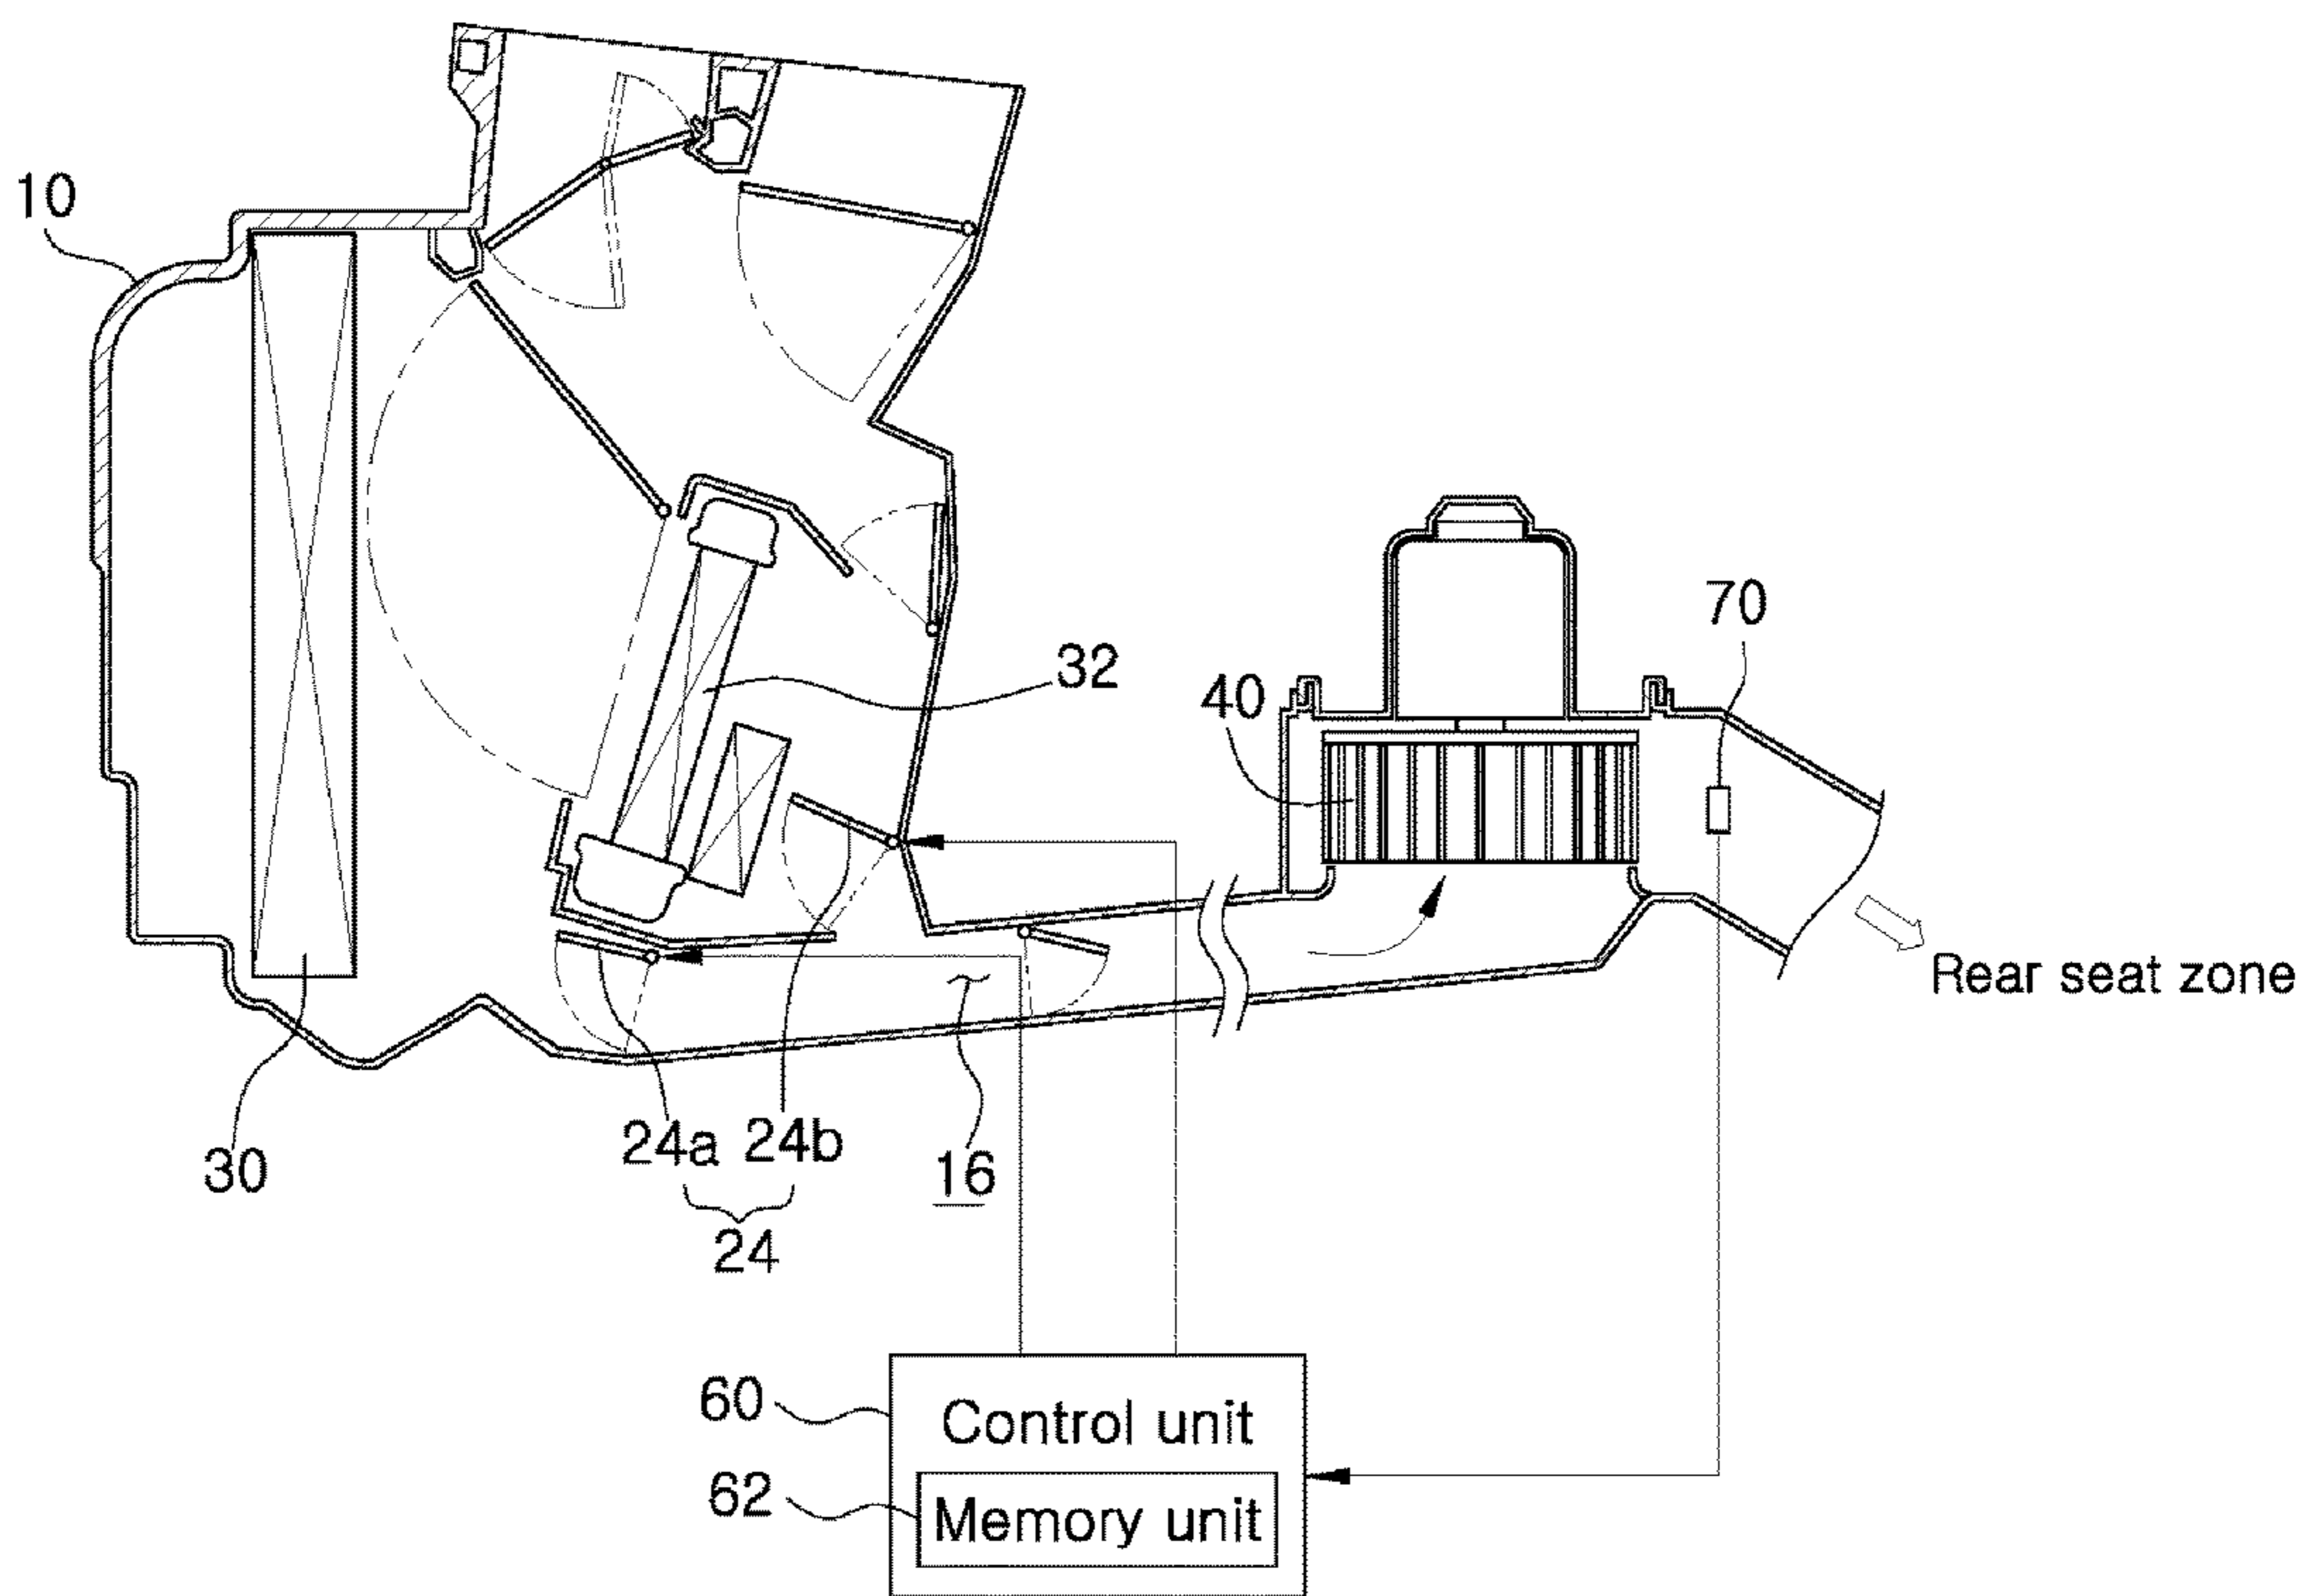 10
70
32
40
Rear seat zone
24a 24b
16
30
24
60
Control unit
62
Memory unit